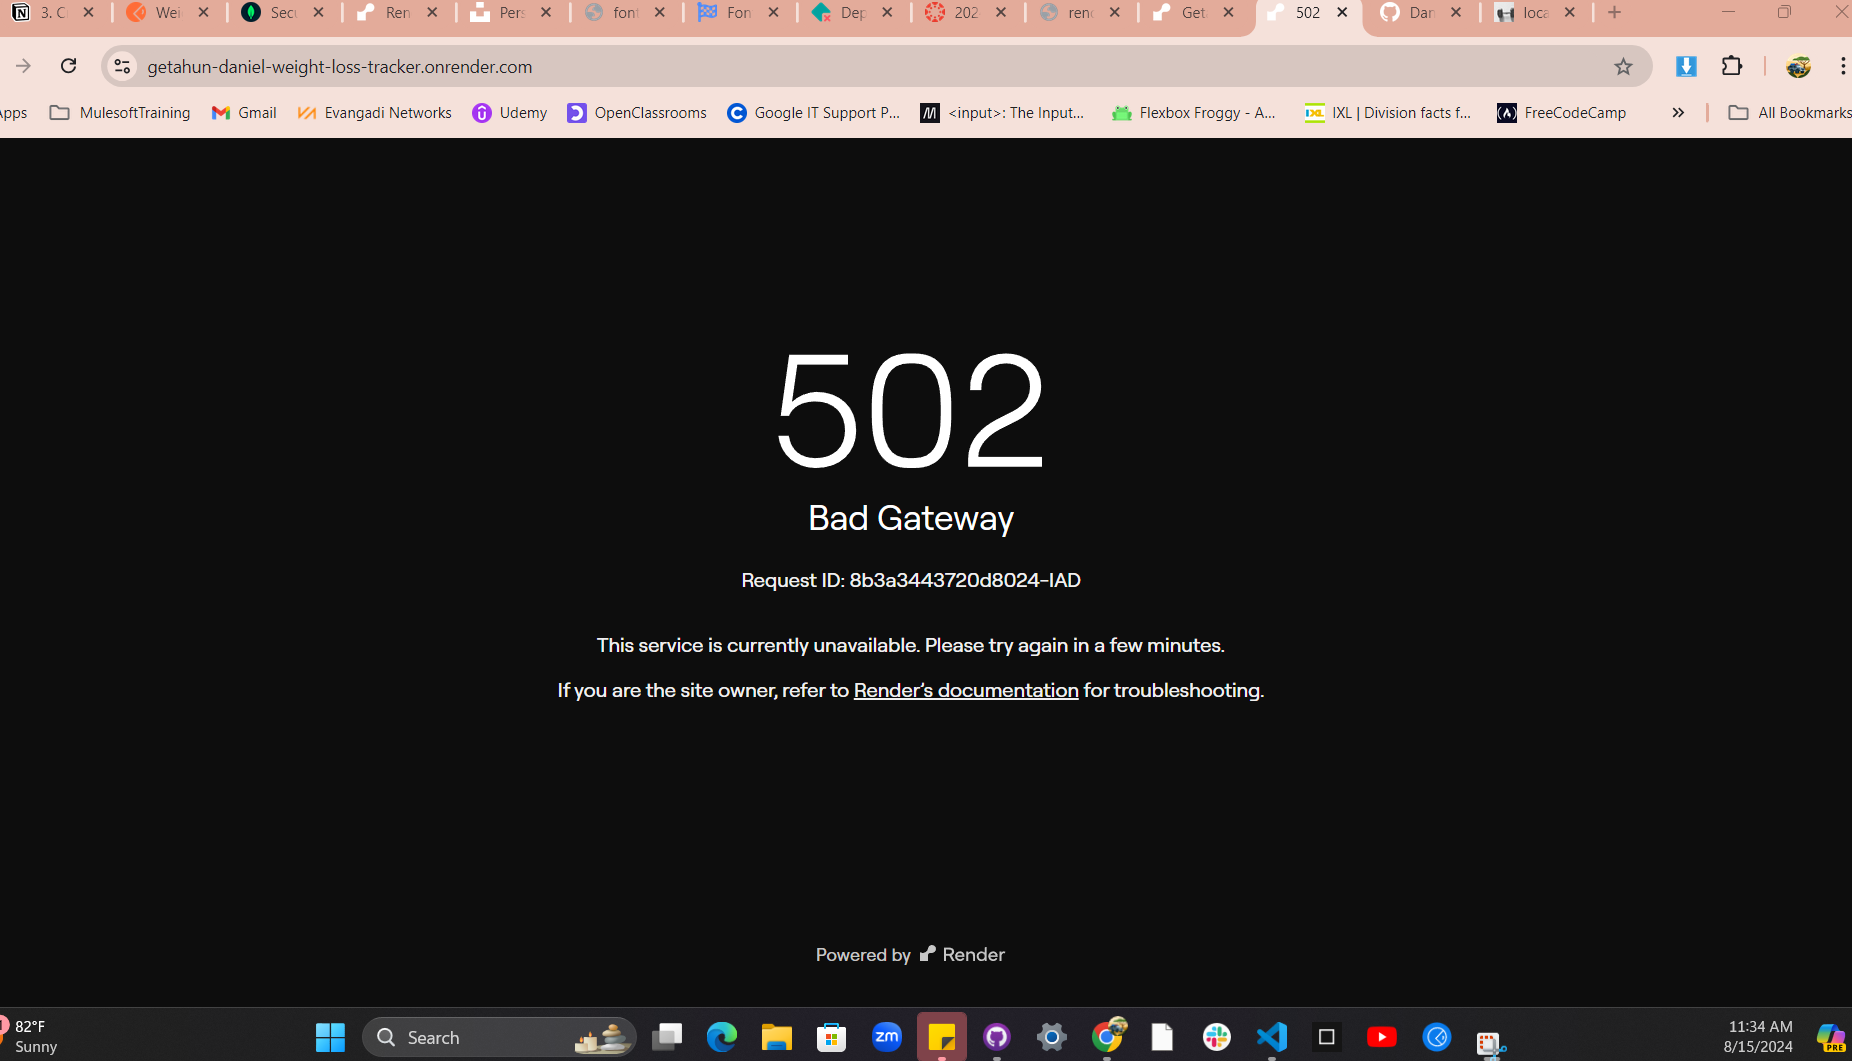 3. C
Wei
Secu
Ren
Pers
font
Fon
Dep
202
rend
Get
502
Dan
loca
getahun-daniel-weight-loss-tracker.onrender.com
Apps
MulesoftTraining
Gmail
Evangadi Networks
Udemy
OpenClassrooms
Google IT Support P...
<input>: The Input...
Flexbox Froggy - A...
IXL | Division facts f...
FreeCodeCamp
All Bookmarks
502
Bad Gateway
Request ID: 8b3a3443720d8024-IAD
This service is currently unavailable. Please try again in a few minutes.
If you are the site owner, refer to Render's documentation for troubleshooting.
Powered by Render
82°F
Sunny
Search
zm
11:34 AM
8/15/2024
PRE